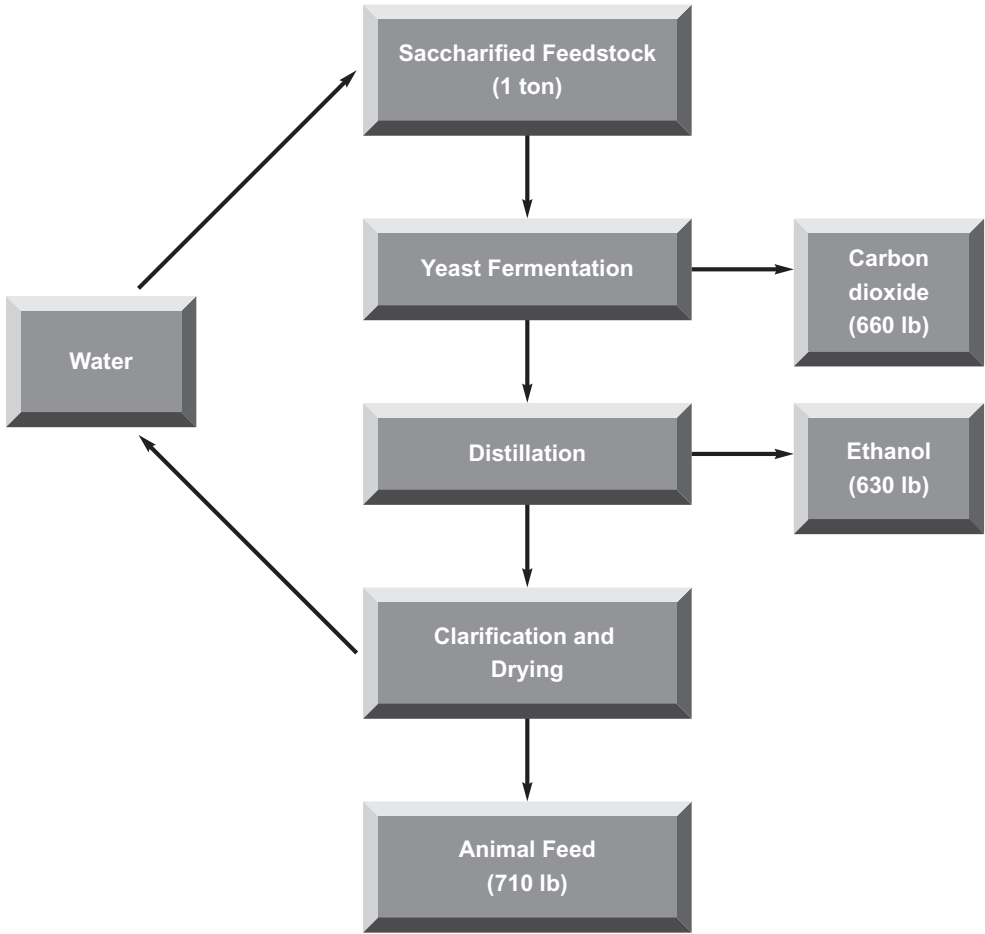 Saccharified Feedstock
(1 ton)
Yeast Fermentation
Carbon
dioxide
(660 lb)
Water
Distillation
Ethanol
(630 lb)
Clarification and
Drying
Animal Feed
(710 lb)